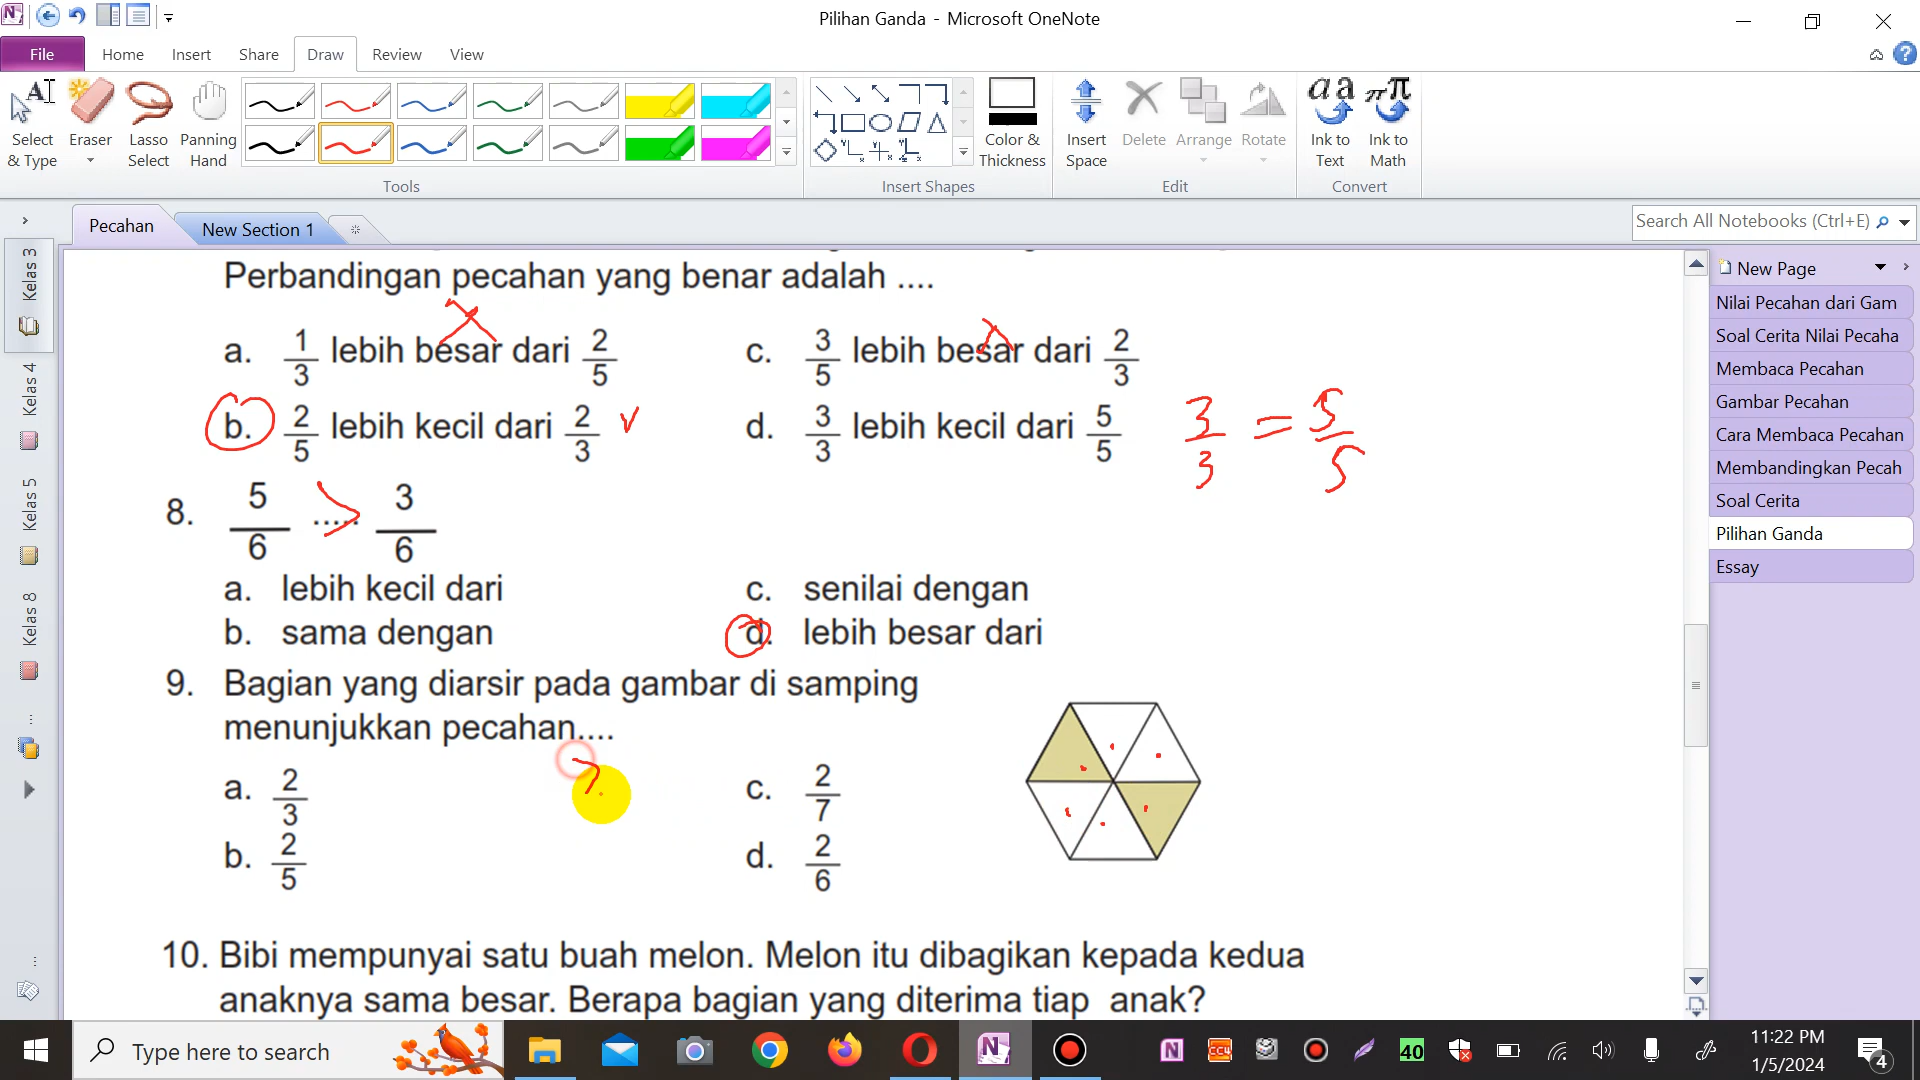 Pilihan Ganda - Microsoft OneNote
File Home Insert Share Draw Review View
Select & Type
Eraser
Lasso Select
Panning Hand
Color & Thickness
Insert Space
Delete
Arrange
Rotate
Ink to Text
Ink to Math
Tools
Insert Shapes
Edit
Convert
Pecahan
New Section 1
Search All Notebooks (Ctrl+E)
Kelas 3
Kelas 4
Kelas 5
Kelas 8
Perbandingan pecahan yang benar adalah ....
a. 1/3 lebih besar dari 2/5 c. 3/5 lebih besar dari 2/3
b. 2/5 lebih kecil dari 2/3 d. 3/3 lebih kecil dari 5/5 3/3 = 5/5
8. 5/6 ..... > 3/6
a. lebih kecil dari c. senilai dengan
b. sama dengan d. lebih besar dari
9. Bagian yang diarsir pada gambar di samping
menunjukkan pecahan....
a. 2/3 c. 2/7
b. 2/5 d. 2/6
10. Bibi mempunyai satu buah melon. Melon itu dibagikan kepada kedua
anaknya sama besar. Berapa bagian yang diterima tiap anak?
New Page
Nilai Pecahan dari Gam
Soal Cerita Nilai Pecaha
Membaca Pecahan
Gambar Pecahan
Cara Membaca Pecahan
Membandingkan Pecah
Soal Cerita
Pilihan Ganda
Essay
Type here to search
CC4
40
11:22 PM
1/5/2024
4